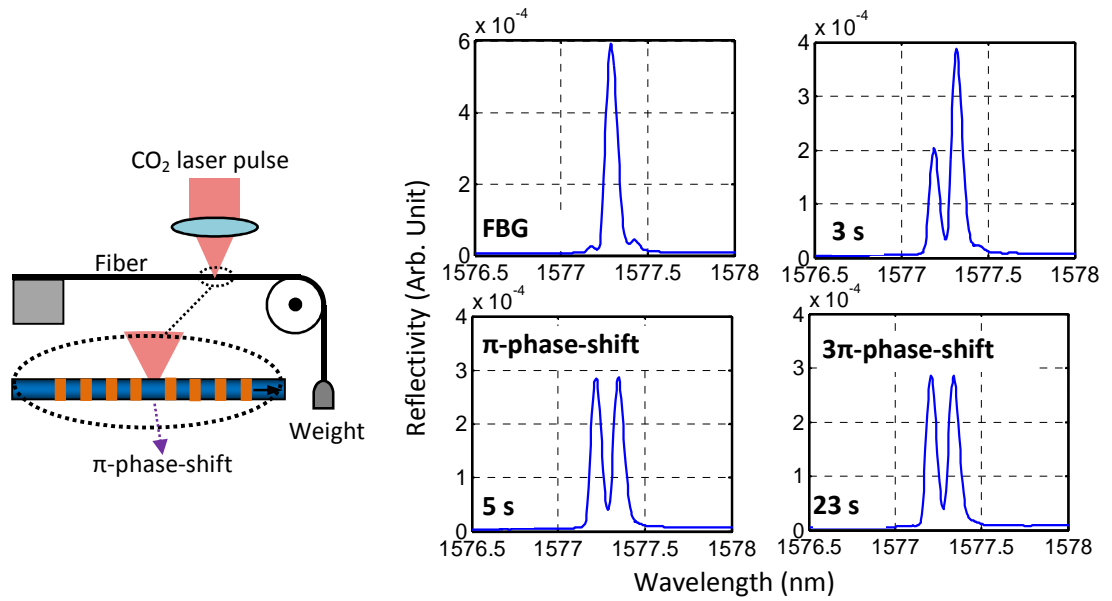 CO₂ laser pulse
Fiber
Weight
π-phase-shift
Reflectivity (Arb. Unit)
Wavelength (nm)
x 10⁻⁴
6
4
2
0
FBG
1576.5 1577 1577.5 1578
x 10⁻⁴
4
3
2
1
0
3 s
1576.5 1577 1577.5 1578
x 10⁻⁴
4
3
2
1
0
π-phase-shift
5 s
1576.5 1577 1577.5 1578
x 10⁻⁴
4
3
2
1
0
3π-phase-shift
23 s
1576.5 1577 1577.5 1578